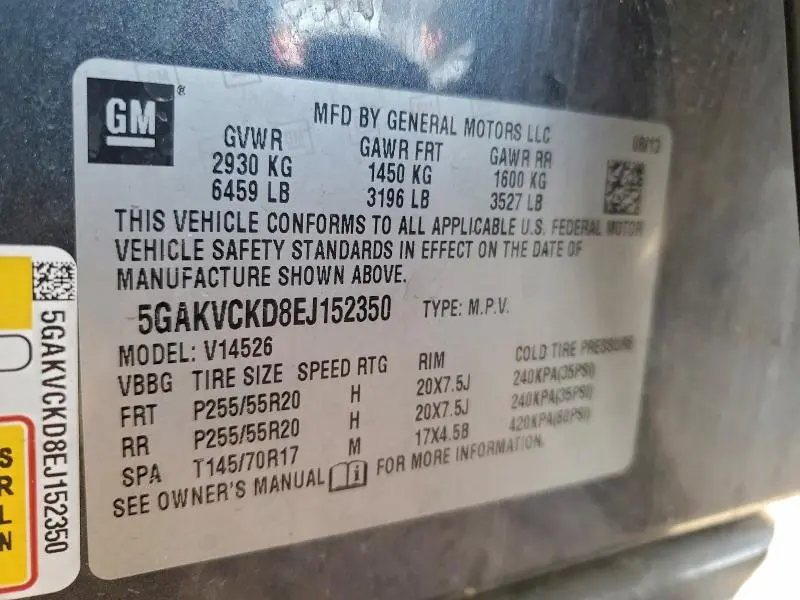 GM
MFD BY GENERAL MOTORS LLC
08/13
GVWR GAWR FRT GAWR RR
2930 KG 1450 KG 1600 KG
6459 LB 3196 LB 3527 LB
THIS VEHICLE CONFORMS TO ALL APPLICABLE U.S. FEDERAL MOTOR
VEHICLE SAFETY STANDARDS IN EFFECT ON THE DATE OF
MANUFACTURE SHOWN ABOVE.
5GAKVCKD8EJ152350 TYPE: M.P.V.
MODEL: V14526
VBBG TIRE SIZE SPEED RTG RIM COLD TIRE PRESSURE
FRT P255/55R20 H 20X7.5J 240KPA(35PSI)
RR P255/55R20 H 20X7.5J 240KPA(35PSI)
SPA T145/70R17 M 17X4.5B 420KPA(60PSI)
SEE OWNER'S MANUAL FOR MORE INFORMATION.
5GAKVCKD8EJ152350
S
R
L
N